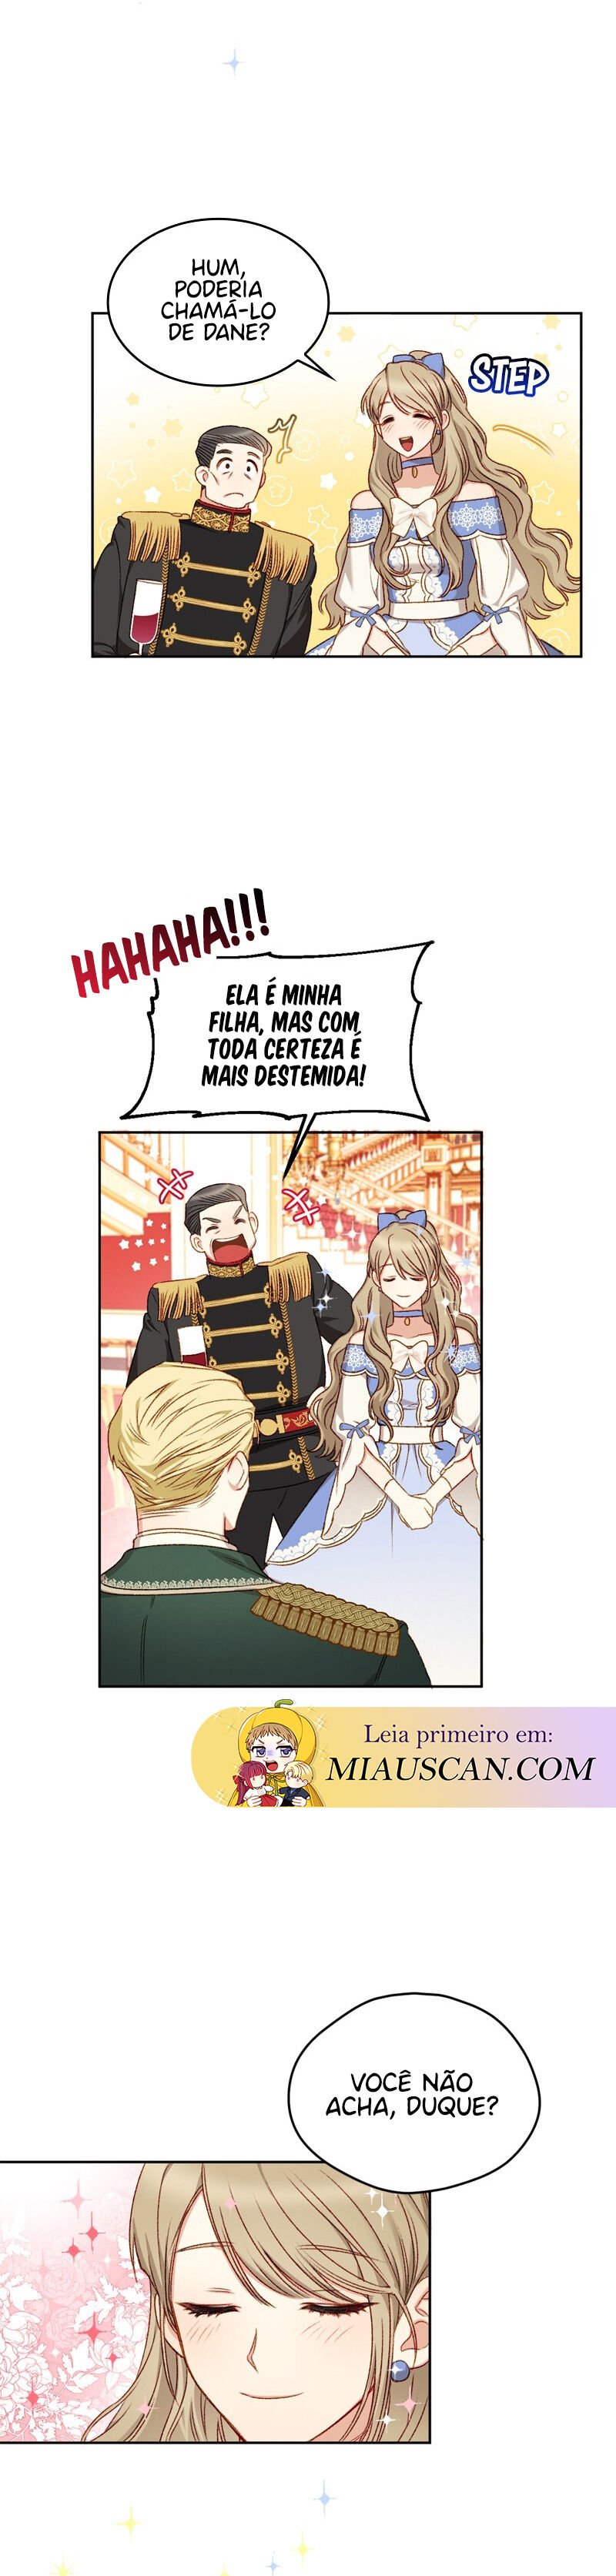 HUM,
PODERIA
CHAMÁ-LO
DE DANE?
STEP
HAHAHA!!!
ELA É MINHA
FILHA, MAS COM
TODA CERTEZA É
MAIS DESTEMIDA!
Leia primeiro em:
MIAUSCAN.COM
VOCÊ NÃO
ACHA, DUQUE?